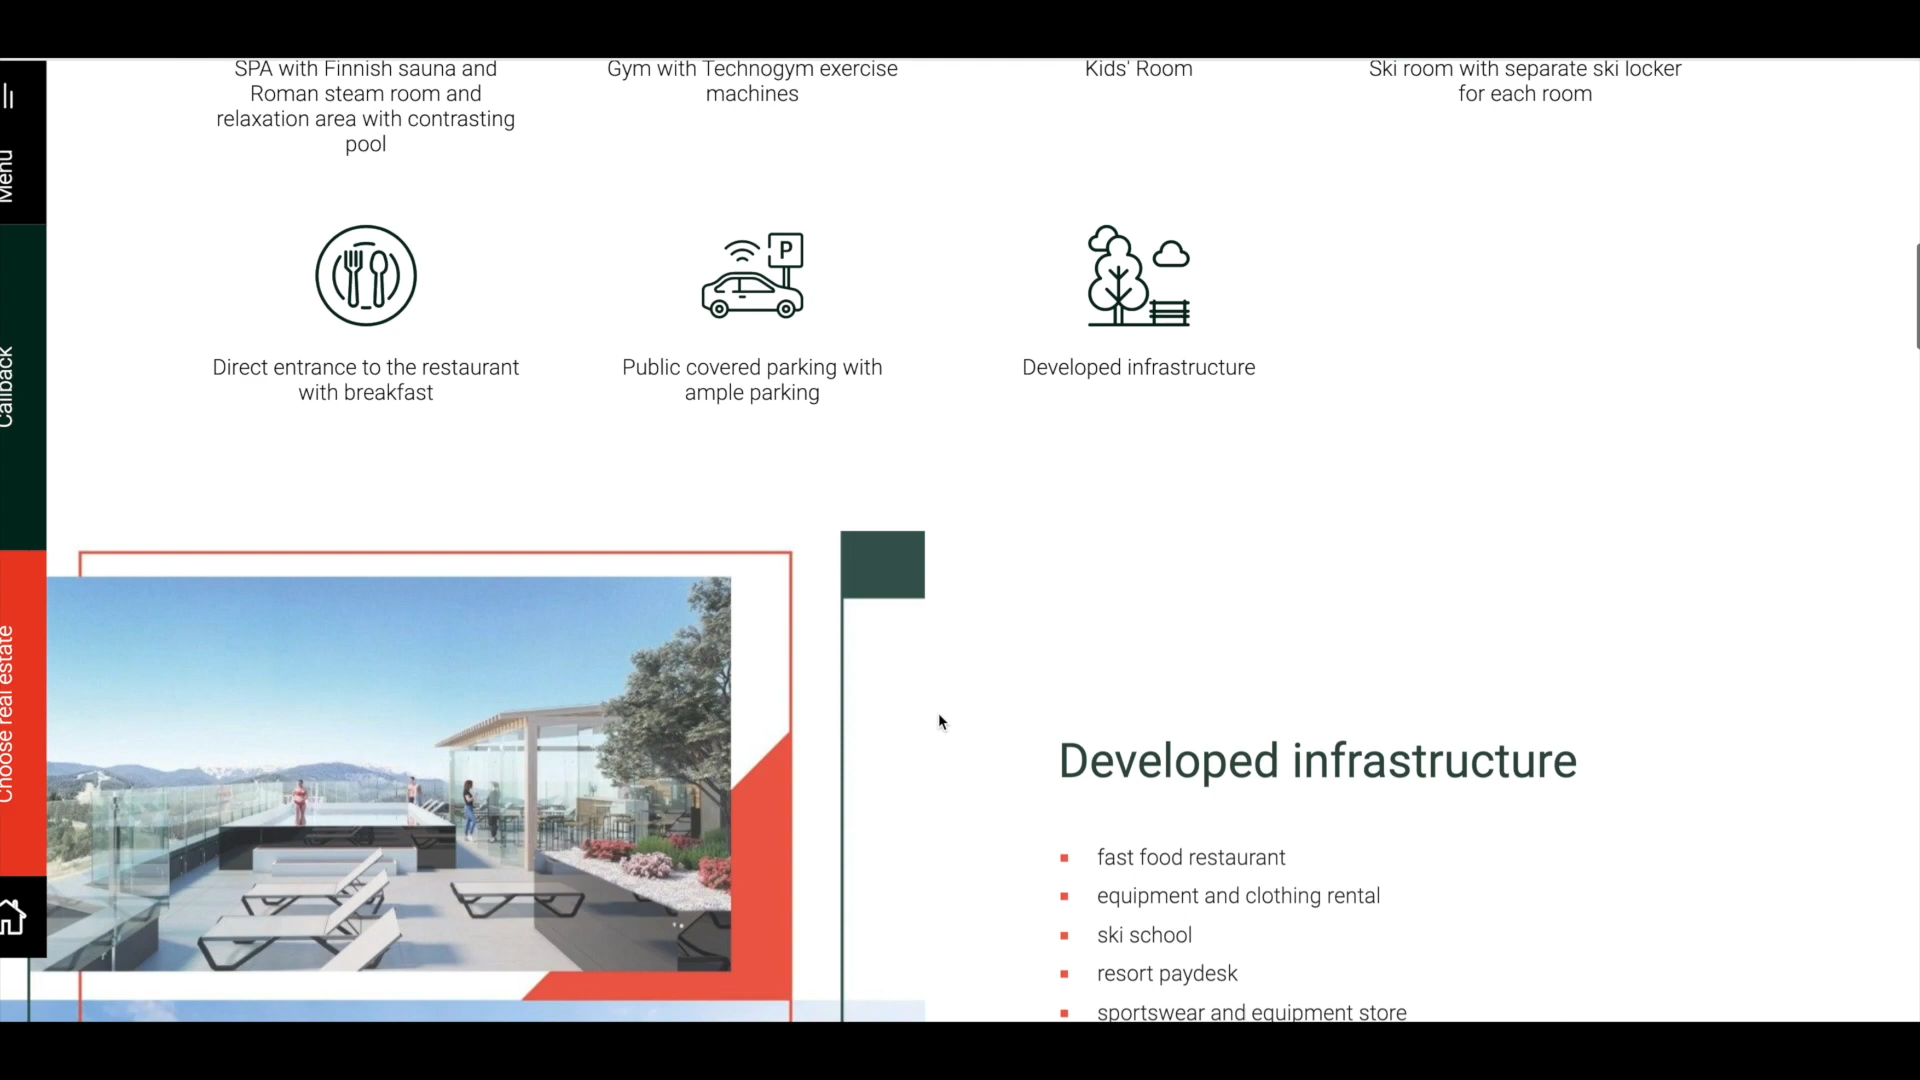 SPA with Finnish sauna and
Roman steam room and
relaxation area with contrasting
pool
Gym with Technogym exercise
machines
Kids' Room
Ski room with separate ski locker
for each room
Menu
Callback
Choose real estate
P
Direct entrance to the restaurant
with breakfast
Public covered parking with
ample parking
Developed infrastructure
Developed infrastructure
fast food restaurant
equipment and clothing rental
ski school
resort paydesk
sportswear and equipment store